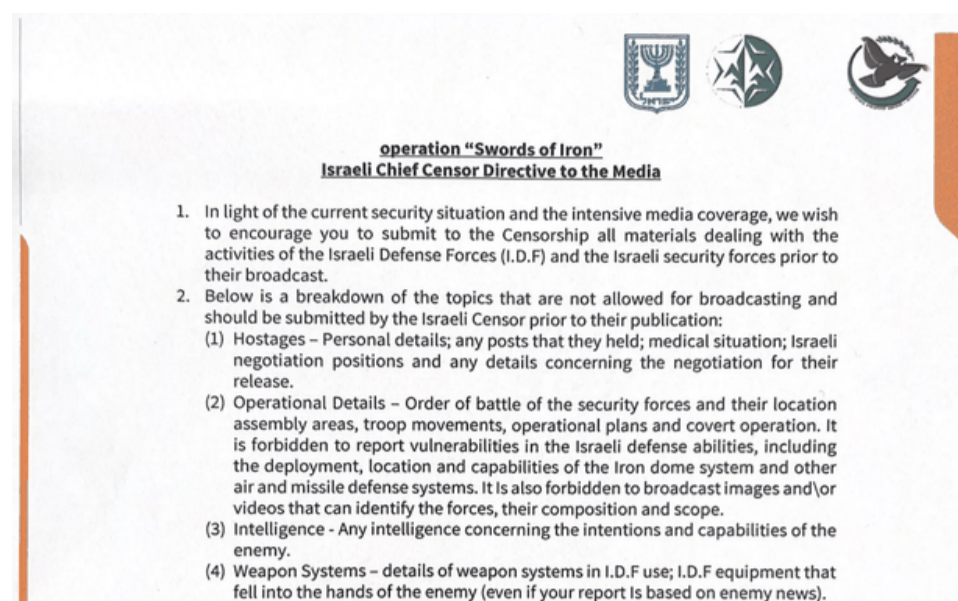 ישראל
operation “Swords of Iron”
Israeli Chief Censor Directive to the Media
1. In light of the current security situation and the intensive media coverage, we wish
to encourage you to submit to the Censorship all materials dealing with the
activities of the Israeli Defense Forces (I.D.F) and the Israeli security forces prior to
their broadcast.
2. Below is a breakdown of the topics that are not allowed for broadcasting and
should be submitted by the Israeli Censor prior to their publication:
(1) Hostages – Personal details; any posts that they held; medical situation; Israeli
negotiation positions and any details concerning the negotiation for their
release.
(2) Operational Details – Order of battle of the security forces and their location
assembly areas, troop movements, operational plans and covert operation. It
is forbidden to report vulnerabilities in the Israeli defense abilities, including
the deployment, location and capabilities of the Iron dome system and other
air and missile defense systems. It Is also forbidden to broadcast images and\or
videos that can identify the forces, their composition and scope.
(3) Intelligence - Any intelligence concerning the intentions and capabilities of the
enemy.
(4) Weapon Systems – details of weapon systems in I.D.F use; I.D.F equipment that
fell into the hands of the enemy (even if your report Is based on enemy news).